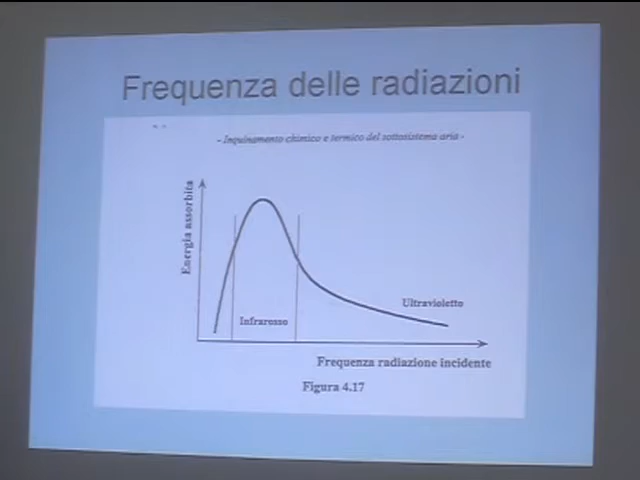 Frequenza delle radiazioni
- Inquinamento chimico e termico del sottosistema aria -
Energia assorbita
Ultravioletto
Infrarosso
Frequenza radiazione incidente
Figura 4.17